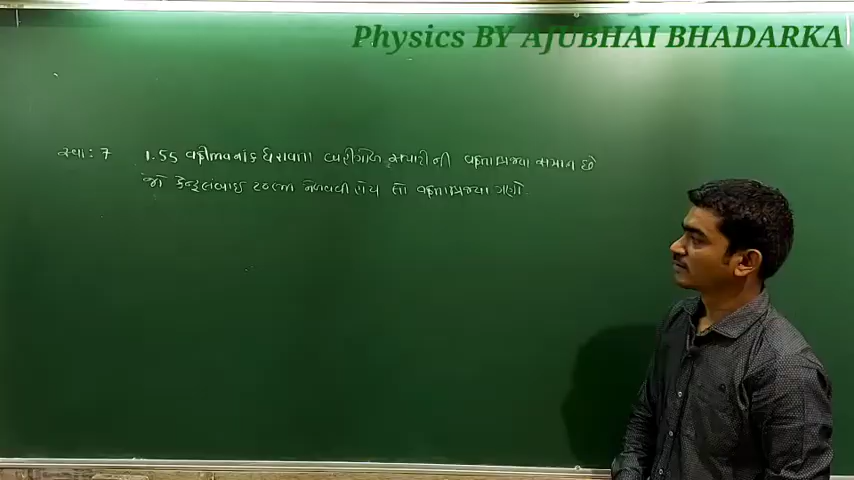 Physics BY AJUBHAI BHADARKA
સ્વા: 7 1.55 વક્રીભવનાંક ધરાવતા બહિર્ગોળ સપાટીની વક્રતાત્રિજ્યા સમાન છે
જો કેન્દ્રલંબાઇ 20cm મેળવવી હોય તો વક્રતાત્રિજ્યા ગણો.